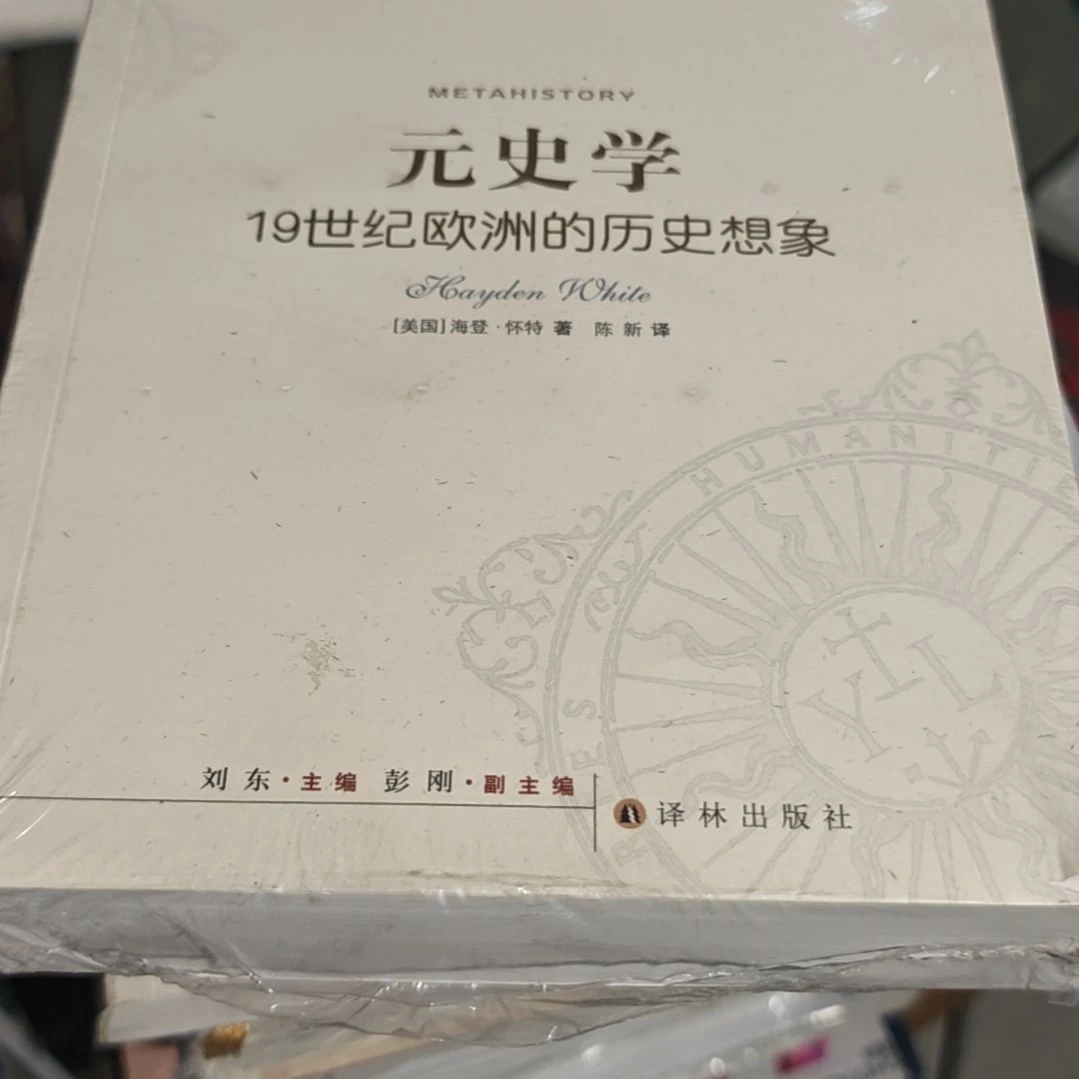 METAHISTORY
元史学
19世纪欧洲的历史想象
Hayden White
[美国]海登·怀特 著 陈 新 译
HUMANITIE
YLI
刘 东·主 编 彭 刚·副 主 编
译林出版社